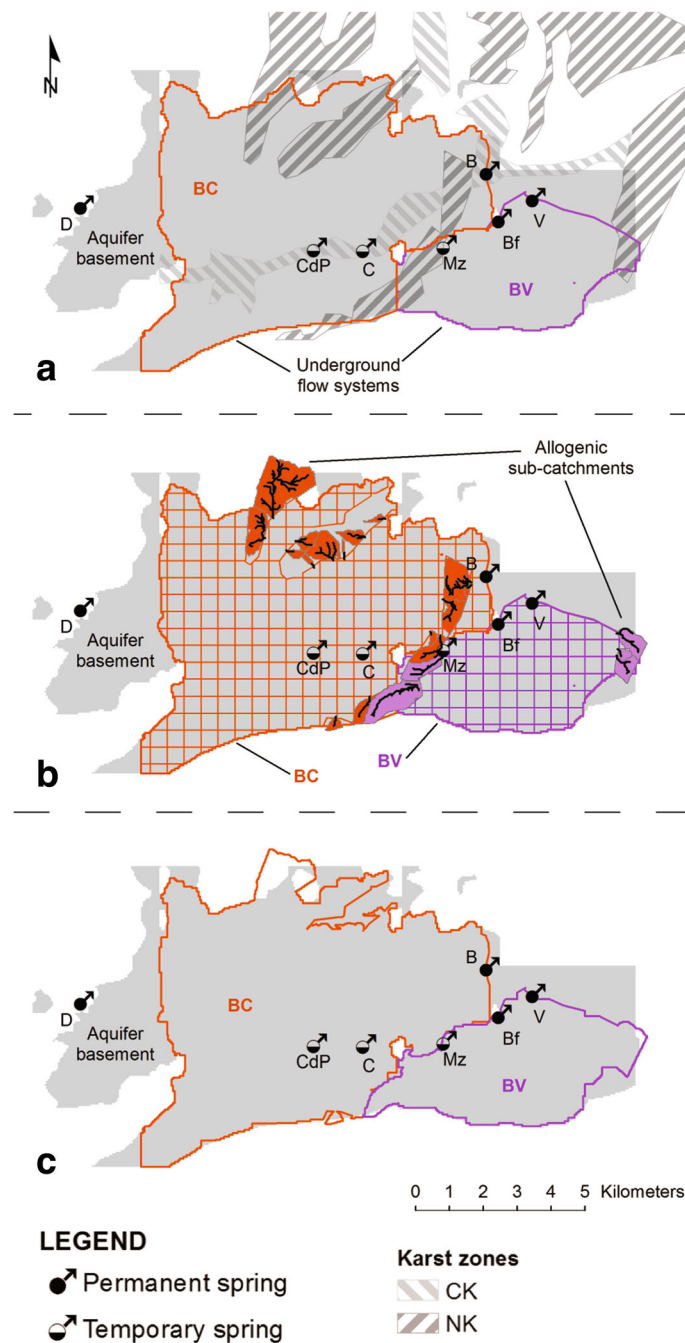 N
B
BC
D
V
Aquifer
basement
CdP
C
Mz
Bf
BV
a
Underground
flow systems
Allogenic
sub-catchments
B
D
V
Aquifer
basement
CdP
C
Mz
Bf
b
BC
BV
B
BC
D
V
Aquifer
basement
CdP
C
Mz
Bf
BV
c
0 1 2 3 4 5 Kilometers
LEGEND
Permanent spring
Temporary spring
Karst zones
CK
NK